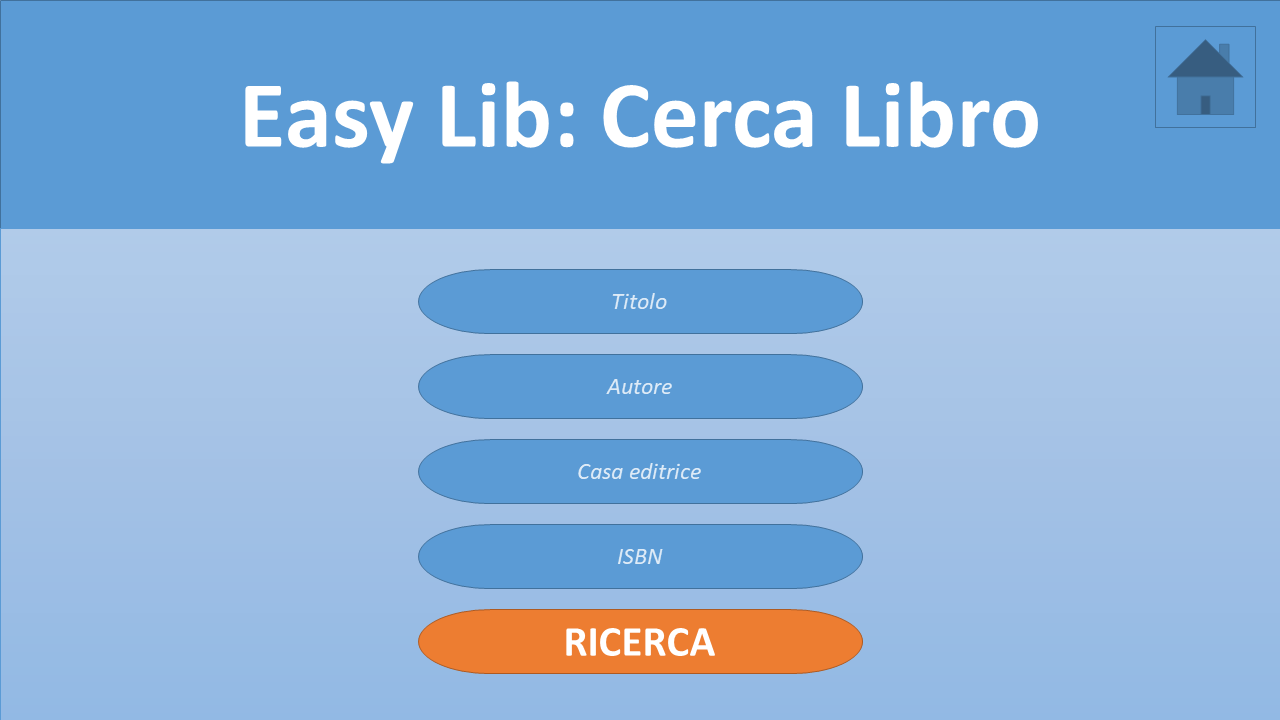 Easy Lib: Cerca Libro
Titolo
Autore
Casa editrice
ISBN
RICERCA